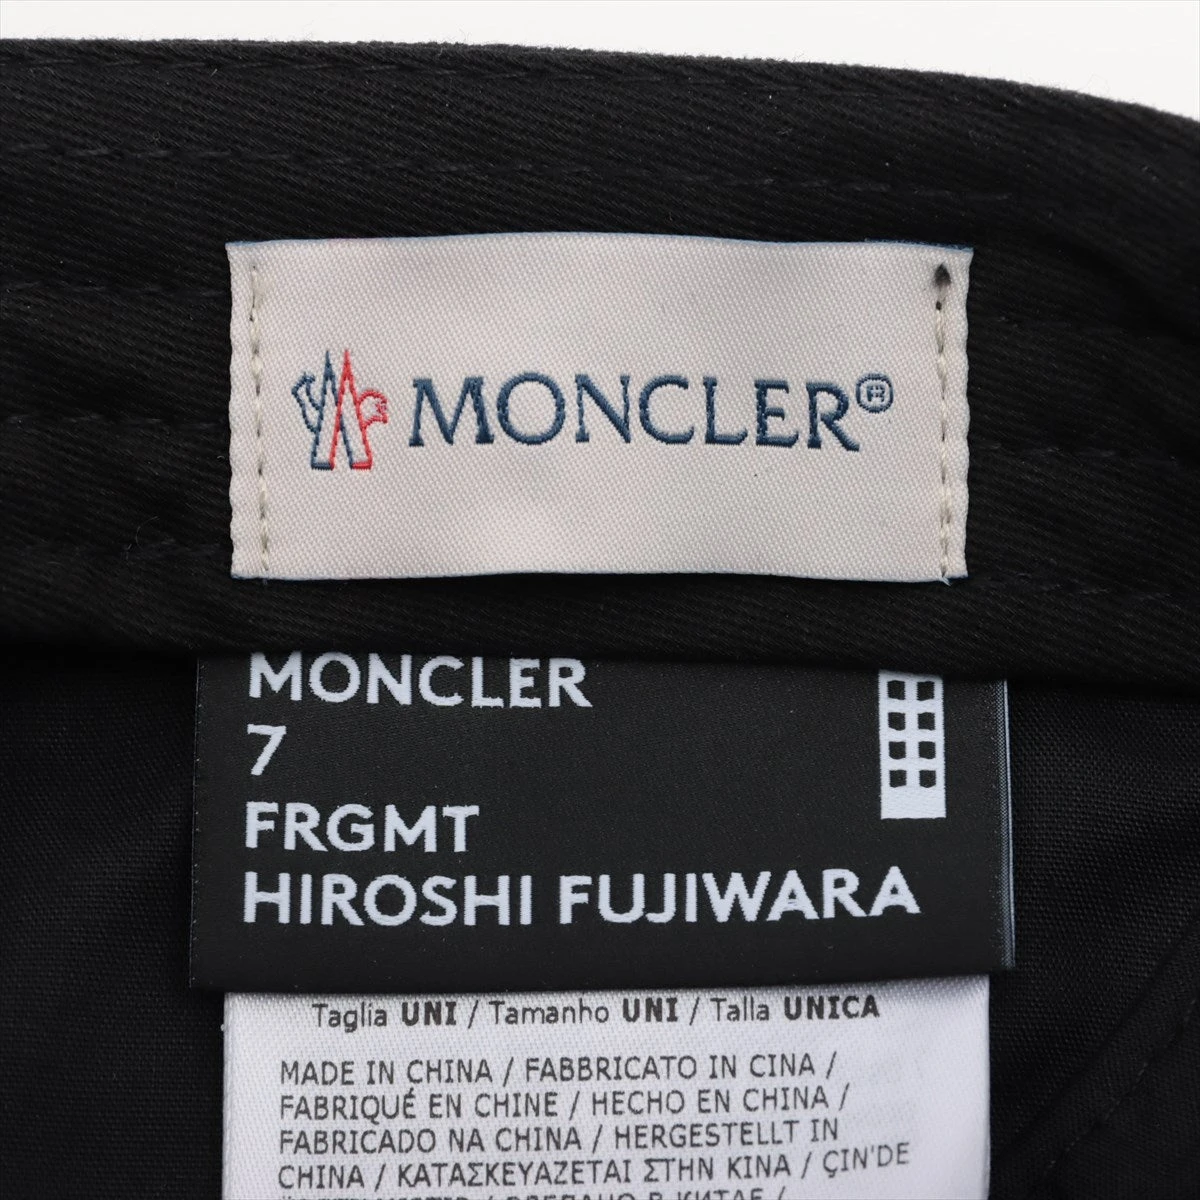 MONCLER®
MONCLER
7
FRGMT
HIROSHI FUJIWARA
Taglia UNI / Tamanho UNI / Talla UNICA
MADE IN CHINA / FABBRICATO IN CINA /
FABRIQUÉ EN CHINE / HECHO EN CHINA /
FABRICADO NA CHINA / HERGESTELLT IN
CHINA / ΚΑΤΑΣΚΕΥΑΖΕΤΑΙ ΣΤΗΝ ΚΙΝΑ / ÇIN'DE
В КИТАЕ /